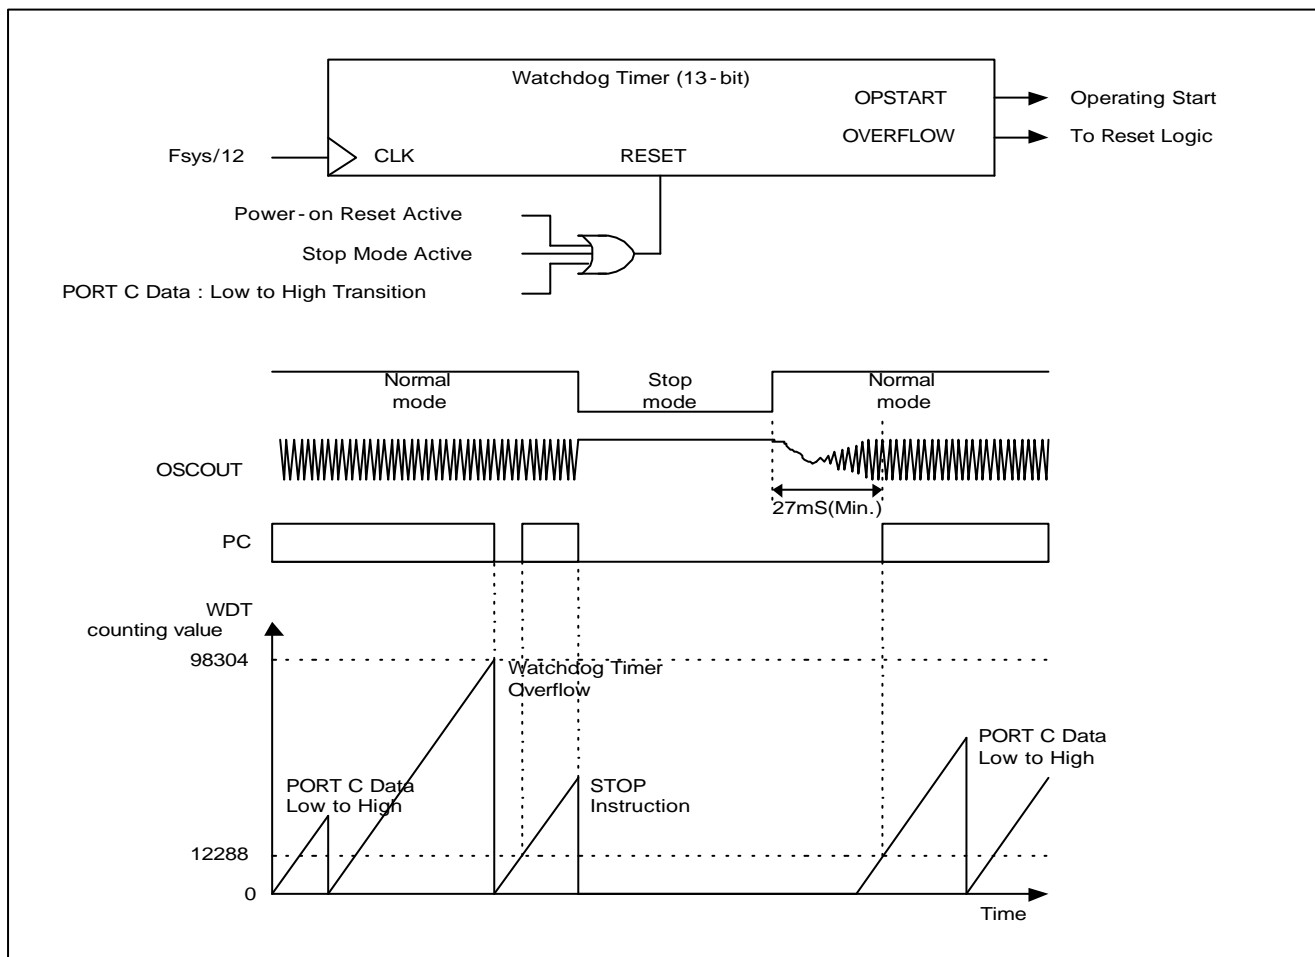 Watchdog Timer (13-bit)
OPSTART
Operating Start
OVERFLOW
To Reset Logic
Fsys/12
CLK
RESET
Power-on Reset Active
Stop Mode Active
PORT C Data : Low to High Transition
Normal
mode
Stop
mode
Normal
mode
OSCOUT
27mS(Min.)
PC
WDT
counting value
98304
Watchdog Timer
Overflow
PORT C Data
Low to High
STOP
Instruction
PORT C Data
Low to High
12288
0
Time